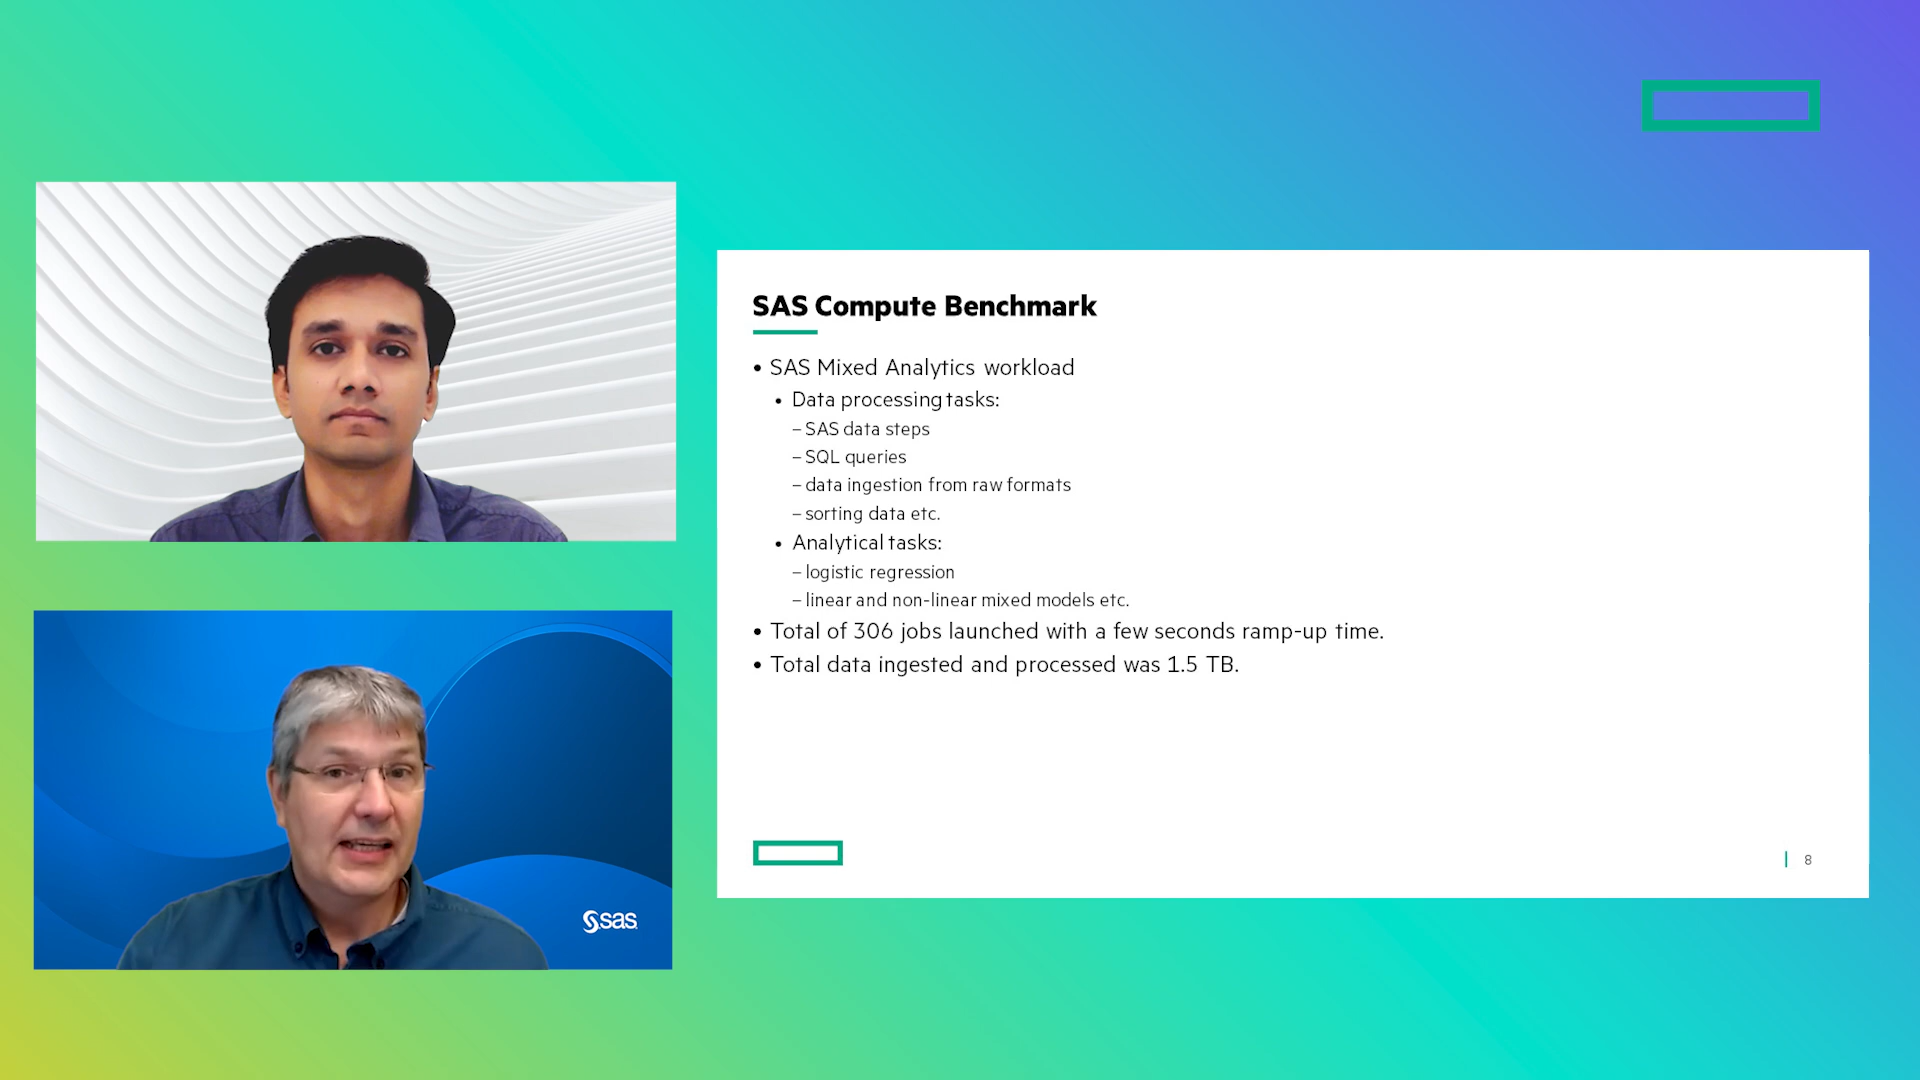 SAS Compute Benchmark
• SAS Mixed Analytics workload
• Data processing tasks:
– SAS data steps
– SQL queries
– data ingestion from raw formats
– sorting data etc.
• Analytical tasks:
– logistic regression
– linear and non-linear mixed models etc.
• Total of 306 jobs launched with a few seconds ramp-up time.
• Total data ingested and processed was 1.5 TB.
8
sas